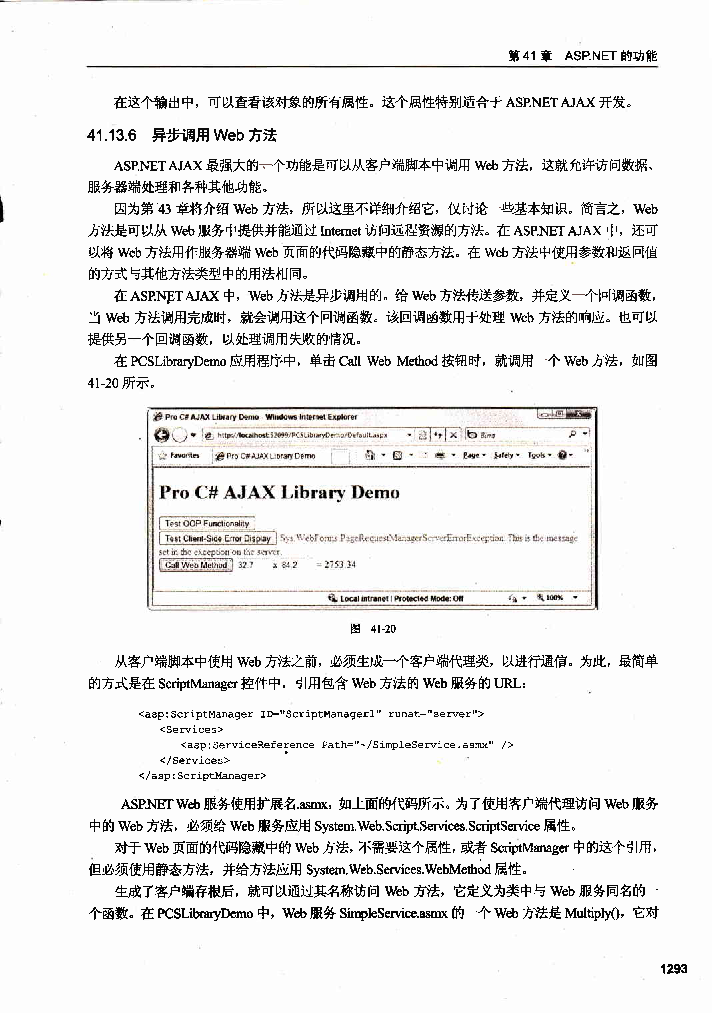 第41章 ASP.NET 的功能
在这个输出中，可以查看该对象的所有属性。这个属性特别适合于 ASP.NET AJAX 开发。
41.13.6 异步调用 Web 方法
ASP.NET AJAX 最强大的一个功能是可以从客户端脚本中调用 Web 方法，这就允许访问数据、
服务器端处理和各种其他功能。
因为第 43 章将介绍 Web 方法，所以这里不详细介绍它，仅讨论一些基本知识。简言之，Web
方法是可以从 Web 服务中提供并能通过 Internet 访问远程资源的方法。在 ASP.NET AJAX 中，还可
以将 Web 方法用作服务器端 Web 页面的代码隐藏中的静态方法。在 Web 方法中使用参数和返回值
的方式与其他方法类型中的用法相同。
在 ASP.NET AJAX 中，Web 方法是异步调用的。给 Web 方法传送参数，并定义一个回调函数，
当 Web 方法调用完成时，就会调用这个回调函数。该回调函数用于处理 Web 方法的响应。也可以
提供另一个回调函数，以处理调用失败的情况。
在 PCSLibraryDemo 应用程序中，单击 Call Web Method 按钮时，就调用一个 Web 方法，如图
41-20 所示。
Pro C# AJAX Library Demo - Windows Internet Explorer
http://localhost:52099/PCSLibraryDemo/Default.aspx Bing
Favorites Pro C# AJAX Library Demo Page Safety Tools
Pro C# AJAX Library Demo
Test OOP Functionality
Test Client-Side Error Display Sys.WebForms.PageRequestManagerServerErrorException: This is the message
set in the exception on the server.
Call Web Method 32.7 x 84.2 = 2753.34
Local intranet | Protected Mode: Off 100%
图 41-20
从客户端脚本中使用 Web 方法之前，必须生成一个客户端代理类，以进行通信。为此，最简单
的方式是在 ScriptManager 控件中，引用包含 Web 方法的 Web 服务的 URL：
<asp:ScriptManager ID="ScriptManager1" runat="server">
<Services>
<asp:ServiceReference Path="~/SimpleService.asmx" />
</Services>
</asp:ScriptManager>
ASP.NET Web 服务使用扩展名.asmx，如上面的代码所示。为了使用客户端代理访问 Web 服务
中的 Web 方法，必须给 Web 服务应用 System.Web.Script.Services.ScriptService 属性。
对于 Web 页面的代码隐藏中的 Web 方法，不需要这个属性，或者 ScriptManager 中的这个引用，
但必须使用静态方法，并给方法应用 System.Web.Services.WebMethod 属性。
生成了客户端存根后，就可以通过其名称访问 Web 方法，它定义为类中与 Web 服务同名的一
个函数。在 PCSLibraryDemo 中，Web 服务 SimpleService.asmx 的一个 Web 方法是 Multiply()，它对
1293